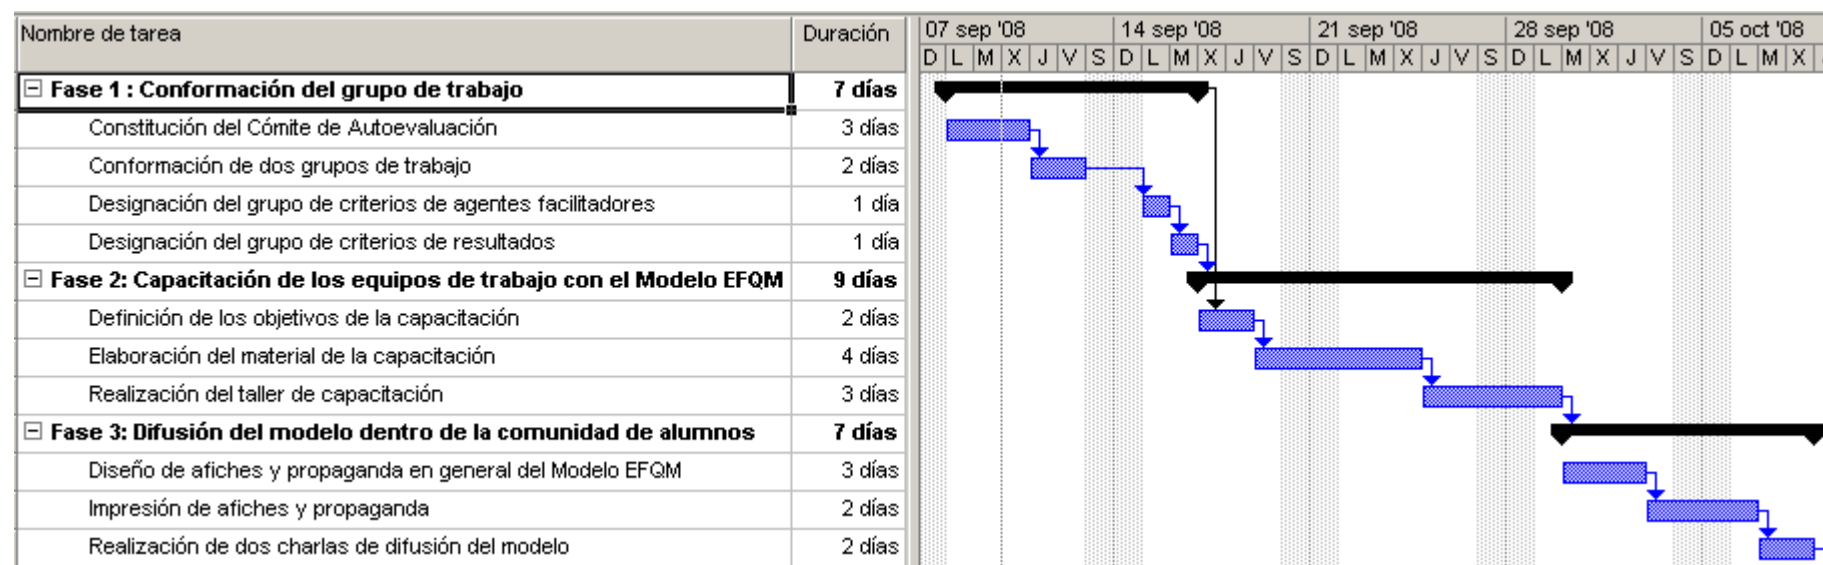 Nombre de tarea Duración 07 sep '08 14 sep '08 21 sep '08 28 sep '08 05 oct '08
D L M X J V S D L M X J V S D L M X J V S D L M X J V S D L M X
Fase 1 : Conformación del grupo de trabajo 7 días
Constitución del Cómite de Autoevaluación 3 días
Conformación de dos grupos de trabajo 2 días
Designación del grupo de criterios de agentes facilitadores 1 día
Designación del grupo de criterios de resultados 1 día
Fase 2: Capacitación de los equipos de trabajo con el Modelo EFQM 9 días
Definición de los objetivos de la capacitación 2 días
Elaboración del material de la capacitación 4 días
Realización del taller de capacitación 3 días
Fase 3: Difusión del modelo dentro de la comunidad de alumnos 7 días
Diseño de afiches y propaganda en general del Modelo EFQM 3 días
Impresión de afiches y propaganda 2 días
Realización de dos charlas de difusión del modelo 2 días